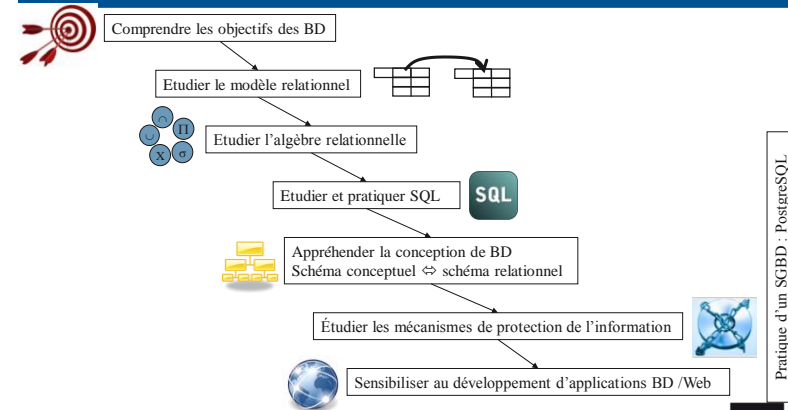 Comprendre les objectifs des BD
Etudier le modèle relationnel
∩
∪
Π
X
σ
Etudier l'algèbre relationnelle
Etudier et pratiquer SQL
SQL
Appréhender la conception de BD
Schéma conceptuel ⇔ schéma relationnel
Étudier les mécanismes de protection de l'information
Sensibiliser au développement d'applications BD /Web
Pratique d'un SGBD : PostgreSQL